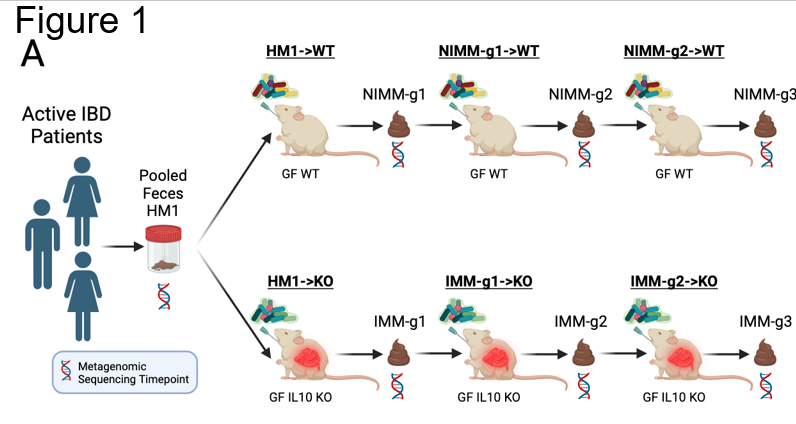 Figure 1
A
HM1->WT
NIMM-g1->WT
NIMM-g2->WT
NIMM-g1
NIMM-g2
NIMM-g3
Active IBD
Patients
Pooled
Feces
HM1
GF WT
GF WT
GF WT
HM1->KO
IMM-g1->KO
IMM-g2->KO
IMM-g1
IMM-g2
IMM-g3
Metagenomic
Sequencing Timepoint
GF IL10 KO
GF IL10 KO
GF IL10 KO